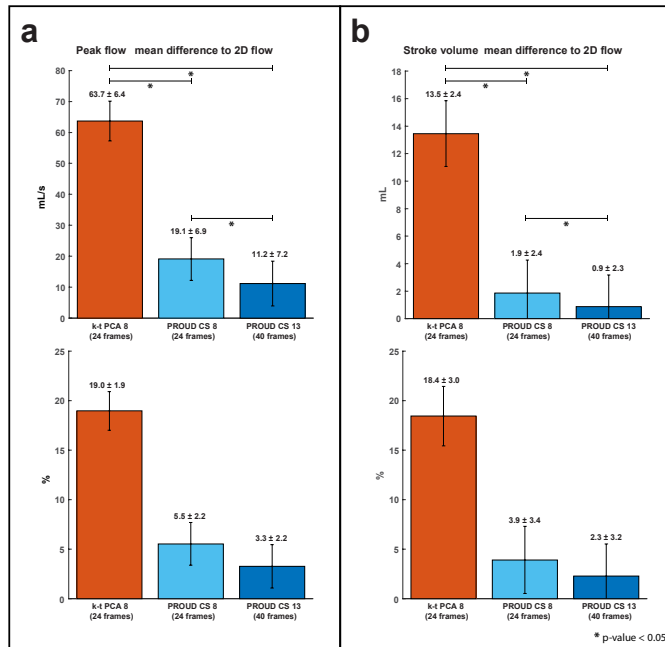 a
Peak flow mean difference to 2D flow
*
*
63.7 ± 6.4
*
19.1 ± 6.9
11.2 ± 7.2
mL/s
80
70
60
50
40
30
20
10
0
k-t PCA 8
(24 frames)
PROUD CS 8
(24 frames)
PROUD CS 13
(40 frames)
19.0 ± 1.9
5.5 ± 2.2
3.3 ± 2.2
%
25
20
15
10
5
0
k-t PCA 8
(24 frames)
PROUD CS 8
(24 frames)
PROUD CS 13
(40 frames)
b
Stroke volume mean difference to 2D flow
*
*
13.5 ± 2.4
*
1.9 ± 2.4
0.9 ± 2.3
mL
18
16
14
12
10
8
6
4
2
0
k-t PCA 8
(24 frames)
PROUD CS 8
(24 frames)
PROUD CS 13
(40 frames)
18.4 ± 3.0
3.9 ± 3.4
2.3 ± 3.2
%
25
20
15
10
5
0
k-t PCA 8
(24 frames)
PROUD CS 8
(24 frames)
PROUD CS 13
(40 frames)
* p-value < 0.05